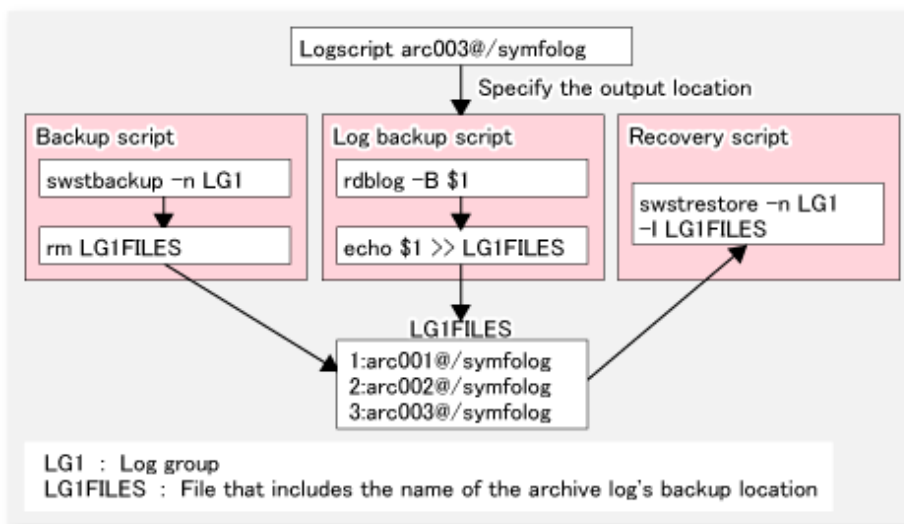 Logscript arc003@/symfolog
Specify the output location
Backup script
swstbackup -n LG1
rm LG1FILES
Log backup script
rdblog -B $1
echo $1 >> LG1FILES
Recovery script
swstrestore -n LG1
-l LG1FILES
LG1FILES
1:arc001@/symfolog
2:arc002@/symfolog
3:arc003@/symfolog
LG1 : Log group
LG1FILES : File that includes the name of the archive log's backup location